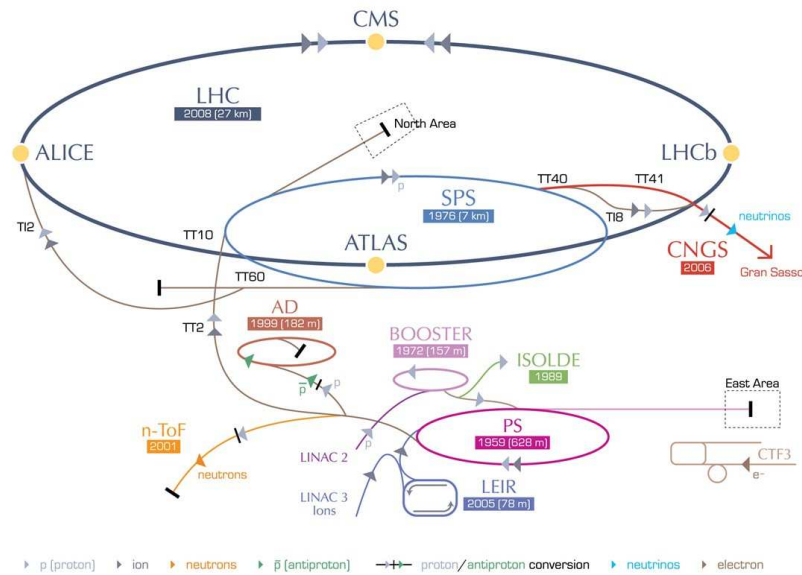 CMS
LHC
2008 (27 km)
North Area
ALICE
LHCb
TT40
TT41
SPS
1976 (7 km)
p
TI8
TI2
TT10
ATLAS
neutrinos
CNGS
2006
Gran Sasso
TT60
AD
1999 (182 m)
TT2
BOOSTER
1972 (157 m)
ISOLDE
1989
p̅
p
East Area
n-ToF
2001
PS
1959 (628 m)
LINAC 2
p
neutrons
CTF3
e-
LINAC 3
Ions
LEIR
2005 (78 m)
p (proton)
ion
neutrons
p̅ (antiproton)
proton/antiproton conversion
neutrinos
electron